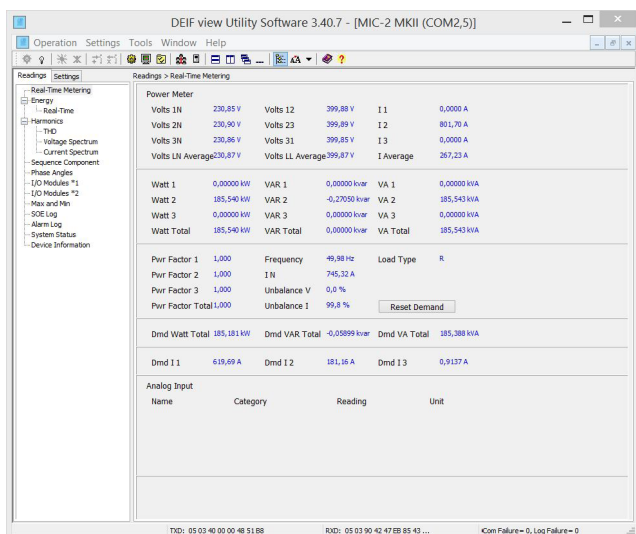 DEIF view Utility Software 3.40.7 - [MIC-2 MKII (COM2,5)]
Operation Settings Tools Window Help
Readings Settings
Readings > Real-Time Metering
Real-Time Metering
Energy
Real-Time
Harmonics
THD
Voltage Spectrum
Current Spectrum
Sequence Component
Phase Angles
I/O Modules *1
I/O Modules *2
Max and Min
SOE Log
Alarm Log
System Status
Device Information
Power Meter
Volts 1N 230,85 V Volts 12 399,88 V I 1 0,0000 A
Volts 2N 230,90 V Volts 23 399,89 V I 2 801,70 A
Volts 3N 230,86 V Volts 31 399,85 V I 3 0,0000 A
Volts LN Average 230,87 V Volts LL Average 399,87 V I Average 267,23 A
Watt 1 0,00000 kW VAR 1 0,00000 kvar VA 1 0,00000 kVA
Watt 2 185,540 kW VAR 2 -0,27050 kvar VA 2 185,543 kVA
Watt 3 0,00000 kW VAR 3 0,00000 kvar VA 3 0,00000 kVA
Watt Total 185,540 kW VAR Total 0,00000 kvar VA Total 185,543 kVA
Pwr Factor 1 1,000 Frequency 49,98 Hz Load Type R
Pwr Factor 2 1,000 I N 745,32 A
Pwr Factor 3 1,000 Unbalance V 0,0 %
Pwr Factor Total 1,000 Unbalance I 99,8 % Reset Demand
Dmd Watt Total 185,181 kW Dmd VAR Total -0,05899 kvar Dmd VA Total 185,388 kVA
Dmd I 1 619,69 A Dmd I 2 181,16 A Dmd I 3 0,9137 A
Analog Input
Name Category Reading Unit
TXD: 05 03 40 00 00 48 51 B8 RXD: 05 03 90 42 47 EB 85 43 ... Com Failure= 0, Log Failure= 0